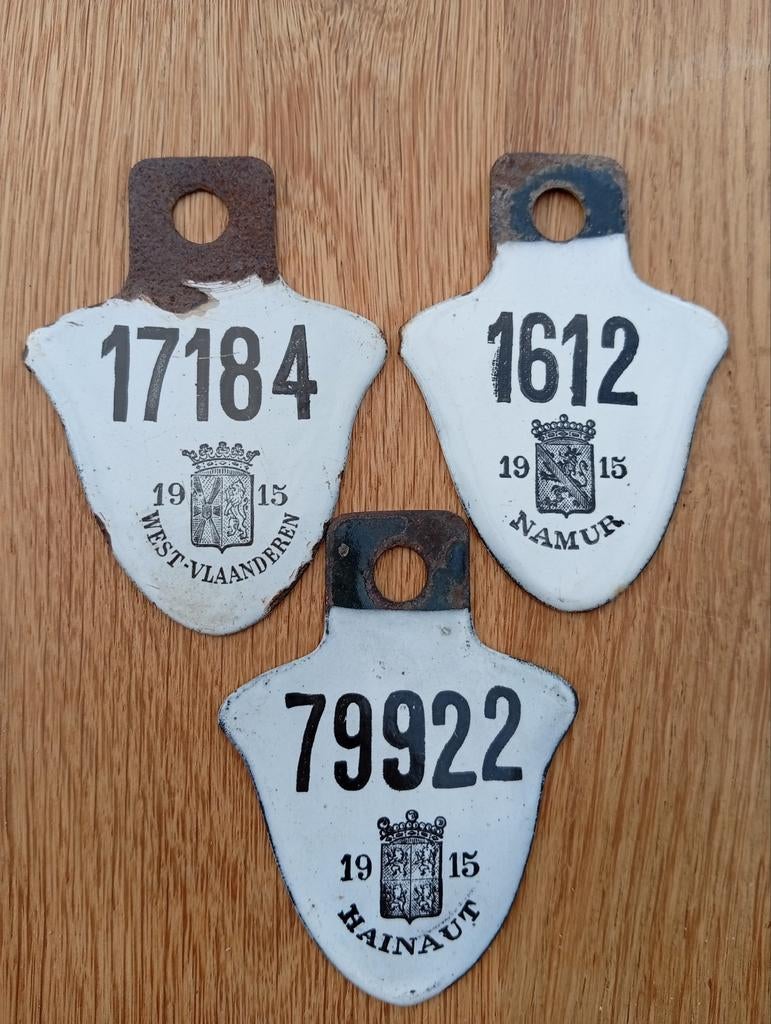 17184
19 15
WEST-VLAANDEREN
1612
19 15
NAMUR
79922
19 15
HAINAUT